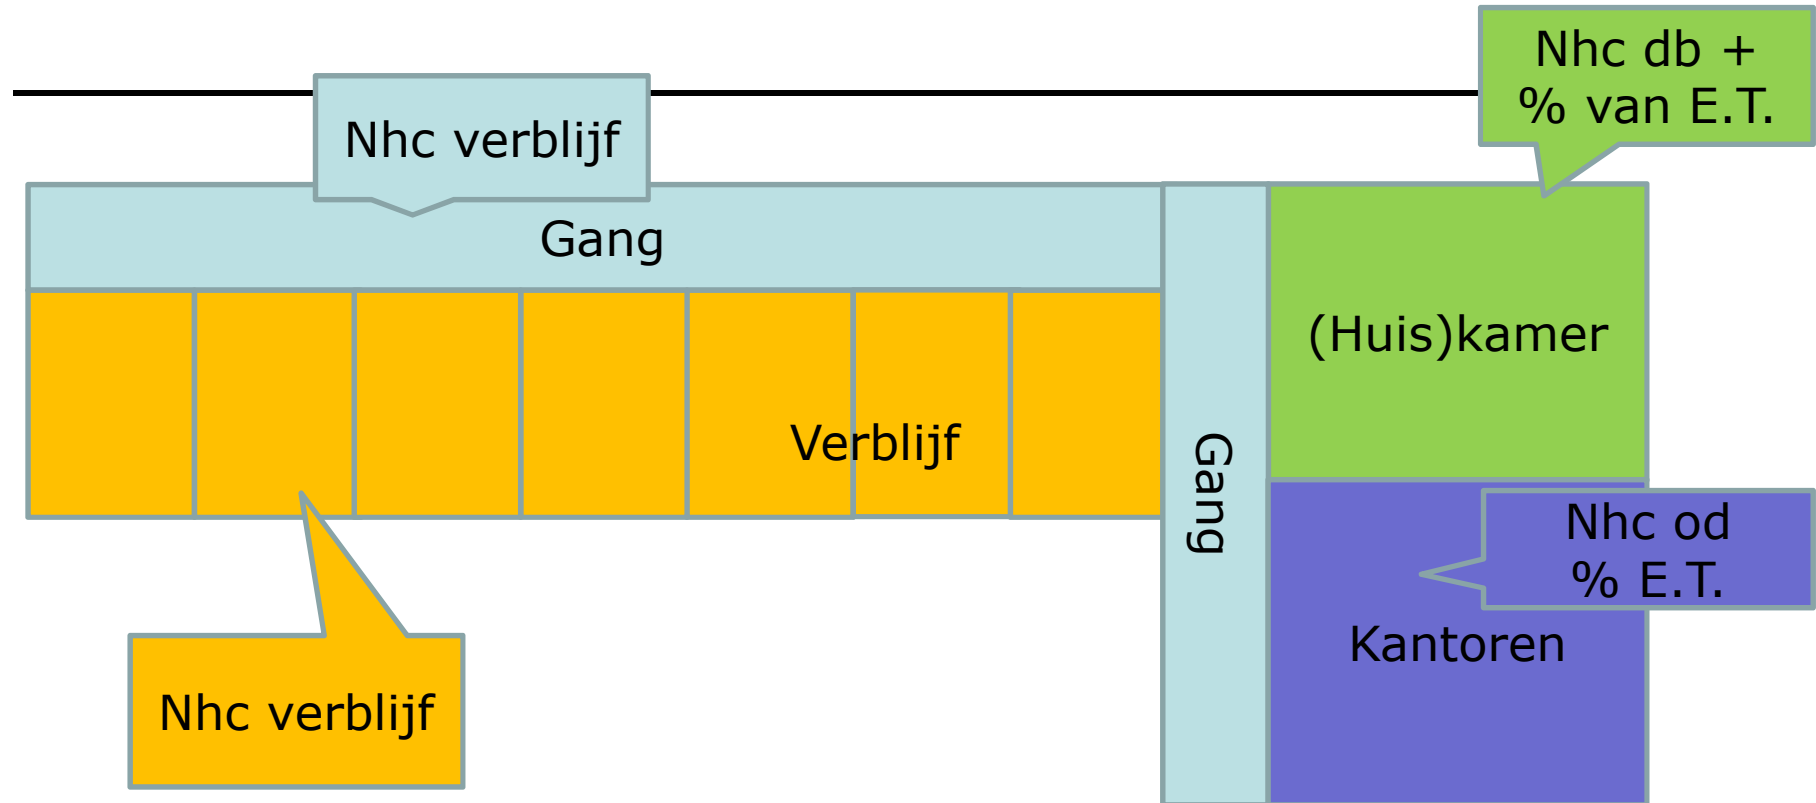 Nhc db +
% van E.T.
Nhc verblijf
Gang
(Huis)kamer
Verblijf
Gang
Nhc od
% E.T.
Kantoren
Nhc verblijf